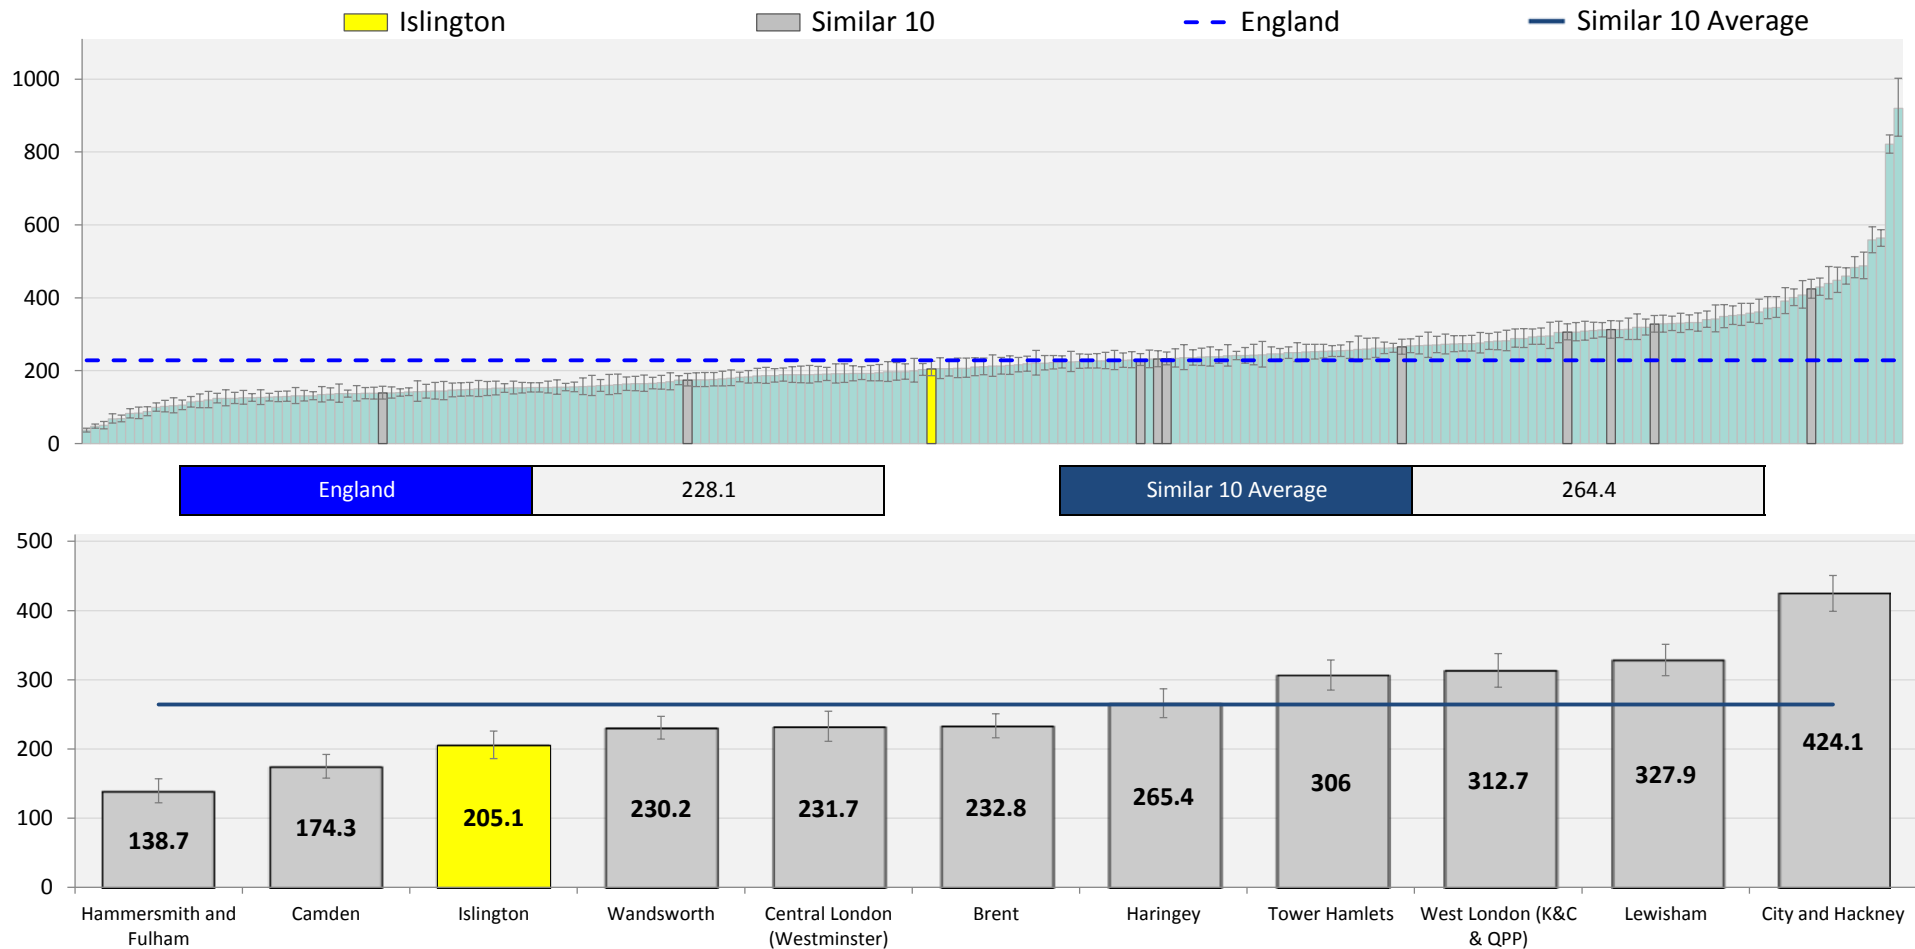 Islington
Similar 10
England
Similar 10 Average
1000
800
600
400
200
0
England
228.1
Similar 10 Average
264.4
500
400
300
200
100
0
138.7
174.3
205.1
230.2
231.7
232.8
265.4
306
312.7
327.9
424.1
Hammersmith and
Fulham
Camden
Islington
Wandsworth
Central London
(Westminster)
Brent
Haringey
Tower Hamlets
West London (K&C
& QPP)
Lewisham
City and Hackney